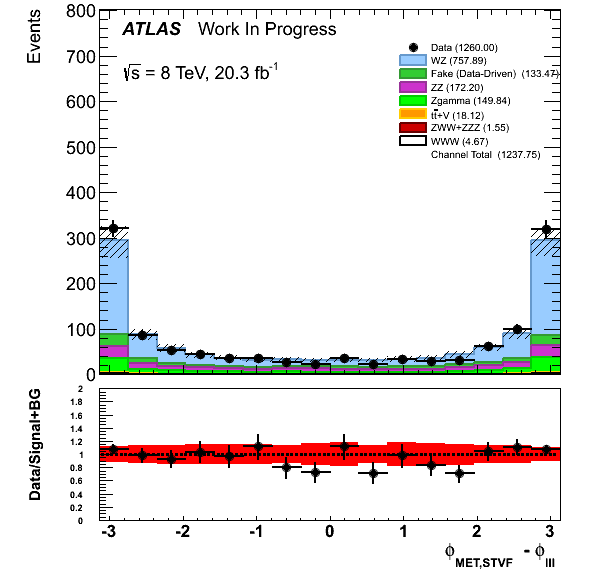 Events
800
700
600
500
400
300
200
100
0
ATLAS Work In Progress
√s = 8 TeV, 20.3 fb⁻¹
Data (1260.00)
WZ (757.89)
Fake (Data-Driven) (133.47)
ZZ (172.20)
Zgamma (149.84)
tt̄+V (18.12)
ZWW+ZZZ (1.55)
WWW (4.67)
Channel Total (1237.75)
Data/Signal+BG
2
1.8
1.6
1.4
1.2
1
0.8
0.6
0.4
0.2
0
-3 -2 -1 0 1 2 3
ϕMET,STVF - ϕlll